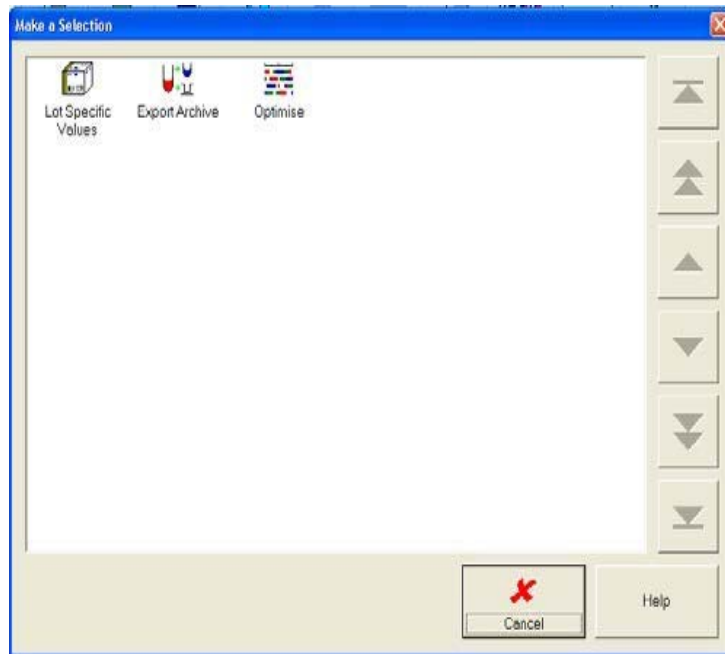 Make a Selection
Lot Specific
Values
Export Archive
Optimise
Cancel
Help